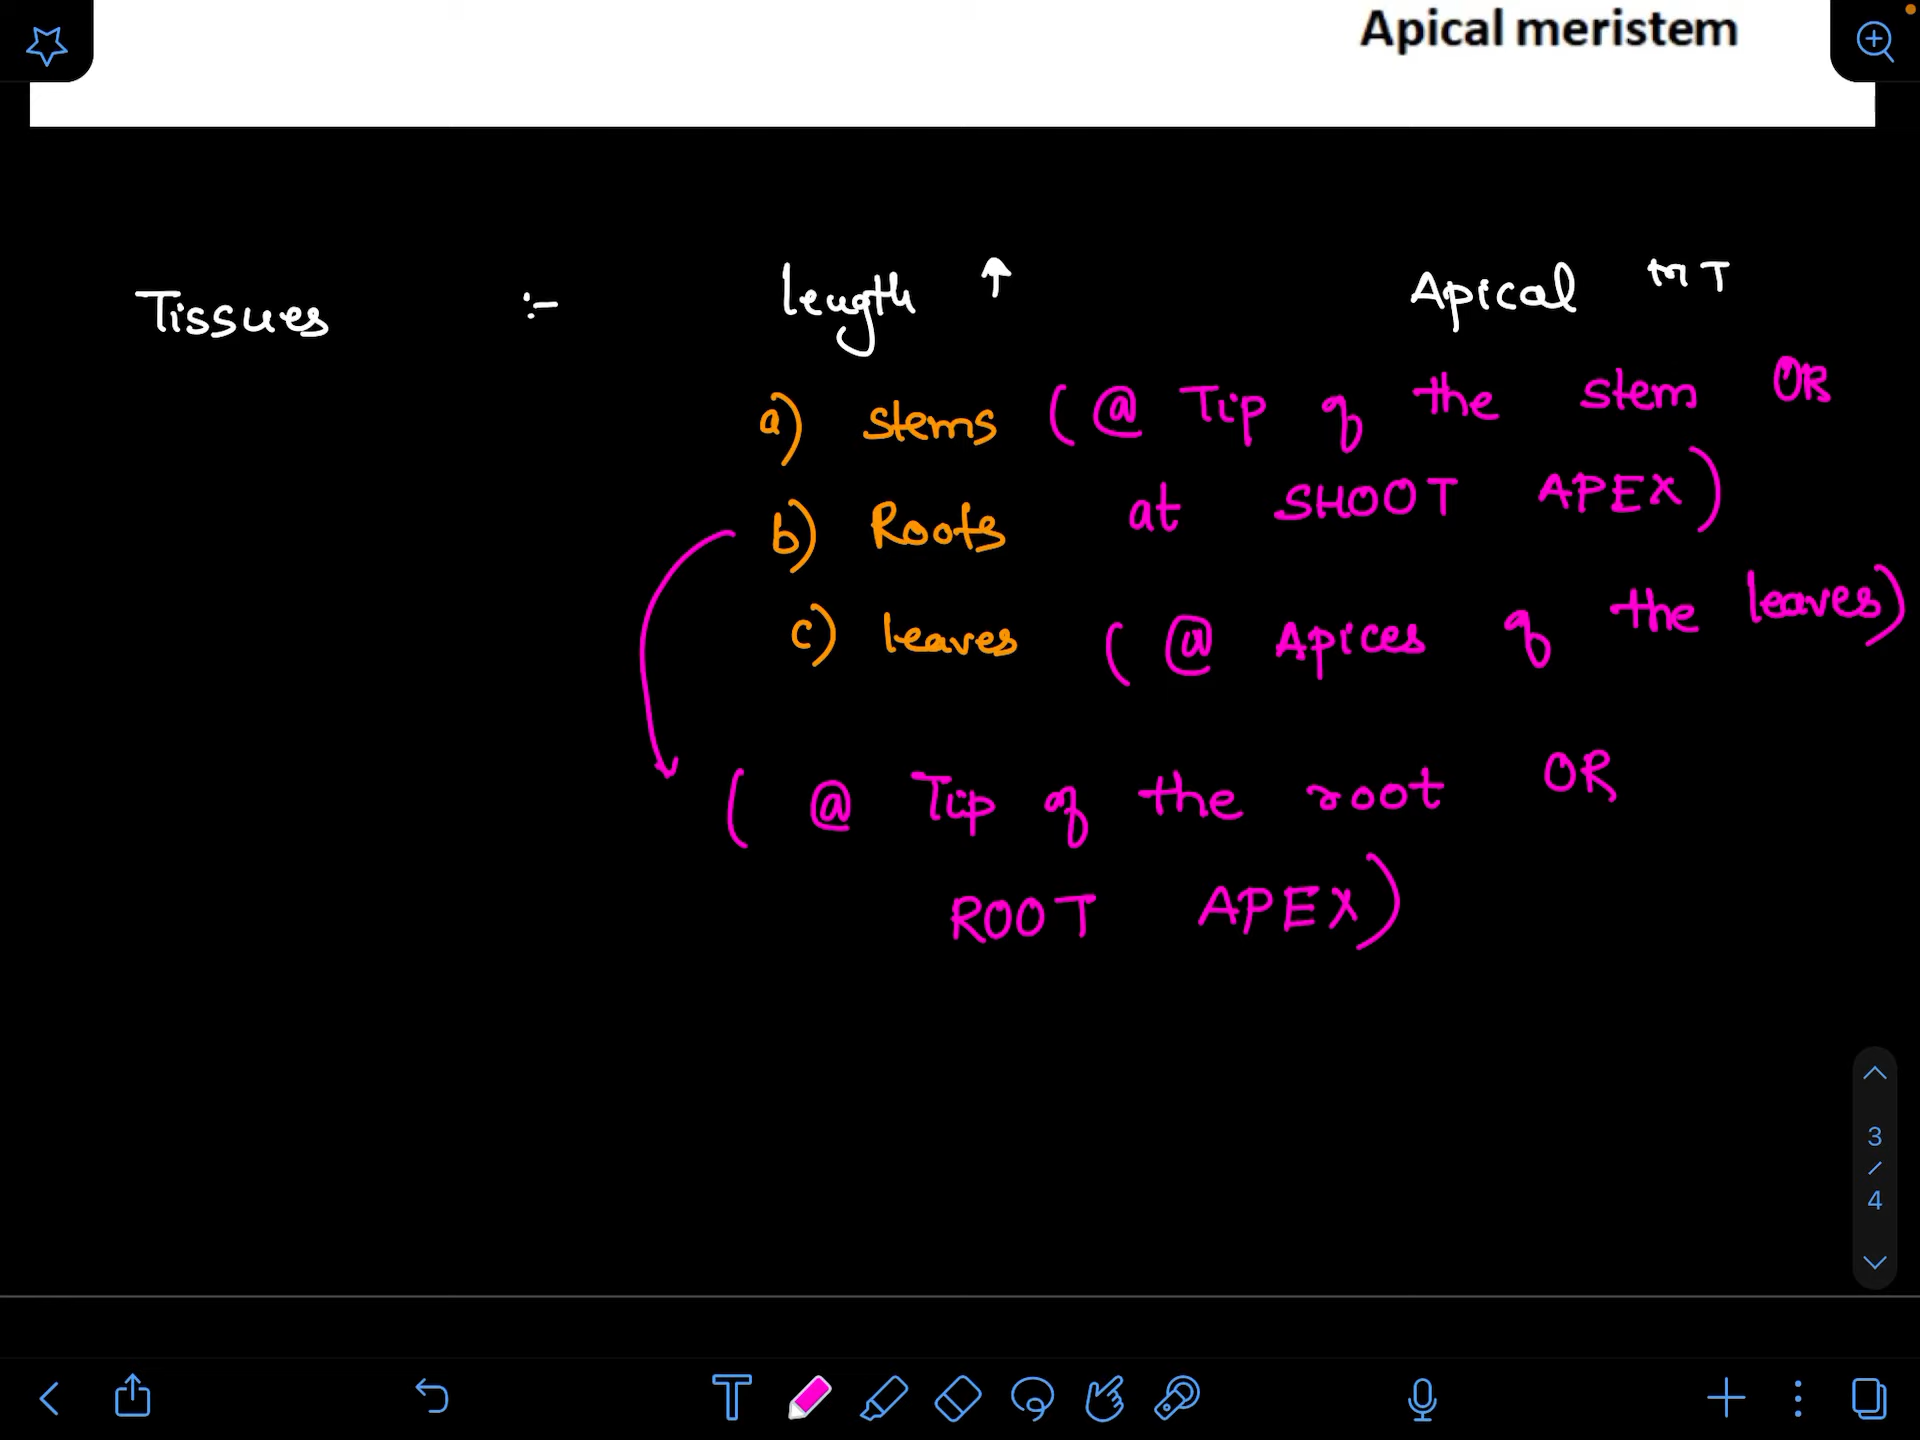 Apical meristem
Tissues :- length ↑ Apical MT
a) stems (@ Tip of the stem OR
at SHOOT APEX)
b) Roots
c) leaves (@ Apices of the leaves)
(@ Tip of the root OR
ROOT APEX)
3
/
4
T